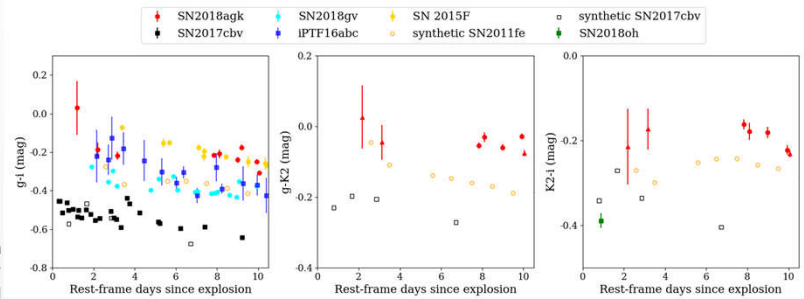 SN2018agk SN2018gv SN 2015F synthetic SN2017cbv
SN2017cbv iPTF16abc synthetic SN2011fe SN2018oh
g-i (mag)
0.2
0.0
-0.2
-0.4
-0.6
-0.8
0 2 4 6 8 10
Rest-frame days since explosion
g-K2 (mag)
0.2
0.0
-0.2
-0.4
0 2 4 6 8 10
Rest-frame days since explosion
K2-i (mag)
0.0
-0.2
-0.4
0 2 4 6 8 10
Rest-frame days since explosion